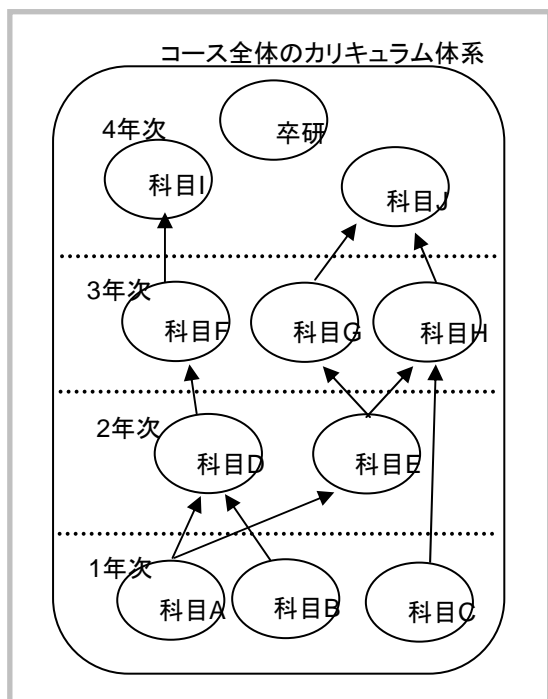 コース全体のカリキュラム体系
4年次
卒研
科目I
科目J
3年次
科目F
科目G
科目H
2年次
科目D
科目E
1年次
科目A
科目B
科目C